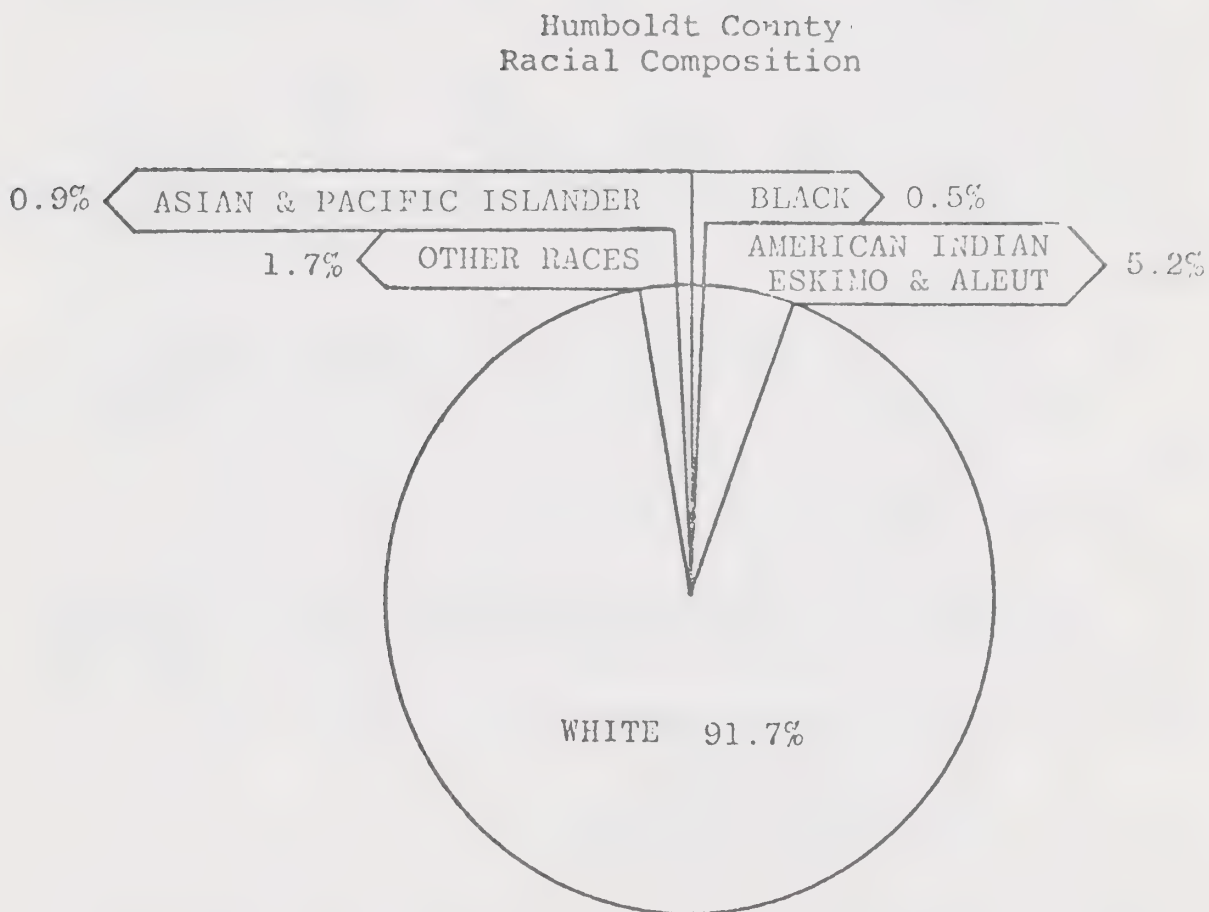 Humboldt County
Racial Composition
0.9% ASIAN & PACIFIC ISLANDER BLACK 0.5%
1.7% OTHER RACES AMERICAN INDIAN
ESKIMO & ALEUT 5.2%
WHITE 91.7%